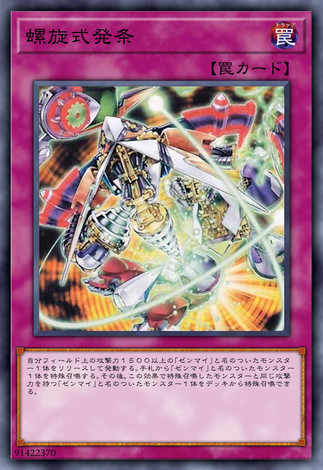 螺旋式発条
トラップ
罠
【罠カード】
自分フィールド上の攻撃力1500以上の「ゼンマイ」と名のついたモンスタ
ー1体をリリースして発動する。手札から「ゼンマイ」と名のついたモンスター
1体を特殊召喚する。その後、この効果で特殊召喚したモンスターと同じ攻撃
力を持つ「ゼンマイ」と名のついたモンスター1体をデッキから特殊召喚でき
る。
91422370